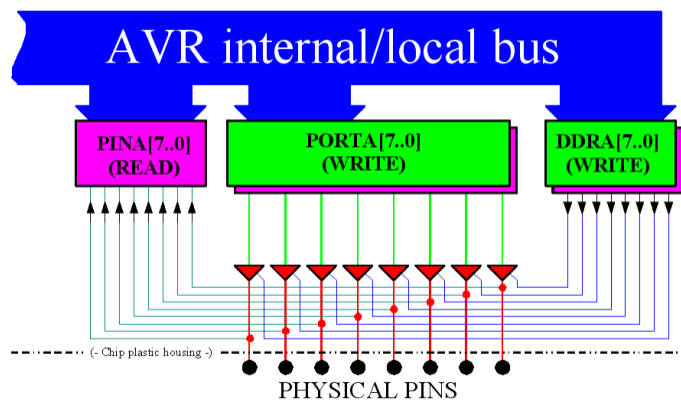 AVR internal/local bus
PINA[7..0]
(READ)
PORTA[7..0]
(WRITE)
DDRA[7..0]
(WRITE)
(- Chip plastic housing -)
PHYSICAL PINS